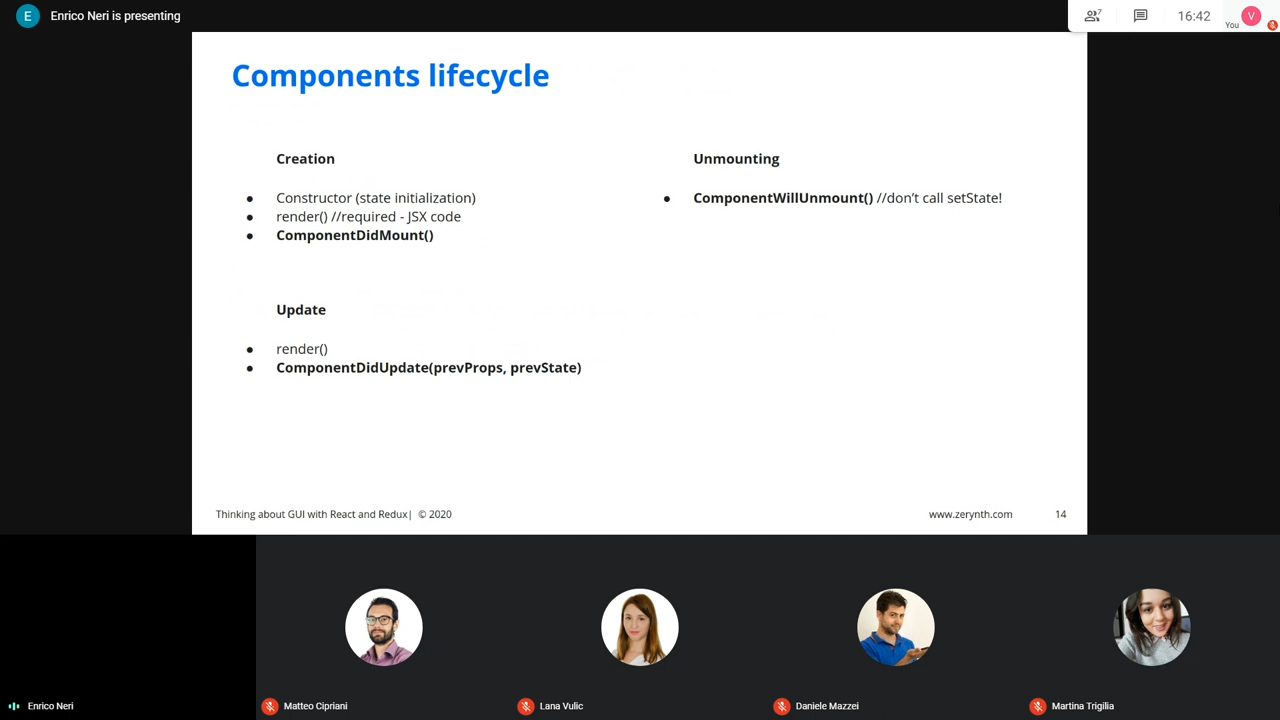 E Enrico Neri is presenting
7
16:42
You
V
Components lifecycle
Creation
● Constructor (state initialization)
● render() //required - JSX code
● ComponentDidMount()
Update
● render()
● ComponentDidUpdate(prevProps, prevState)
Unmounting
● ComponentWillUnmount() //don’t call setState!
Thinking about GUI with React and Redux| © 2020
www.zerynth.com
14
Enrico Neri
Matteo Cipriani
Lana Vulic
Daniele Mazzei
Martina Trigilia